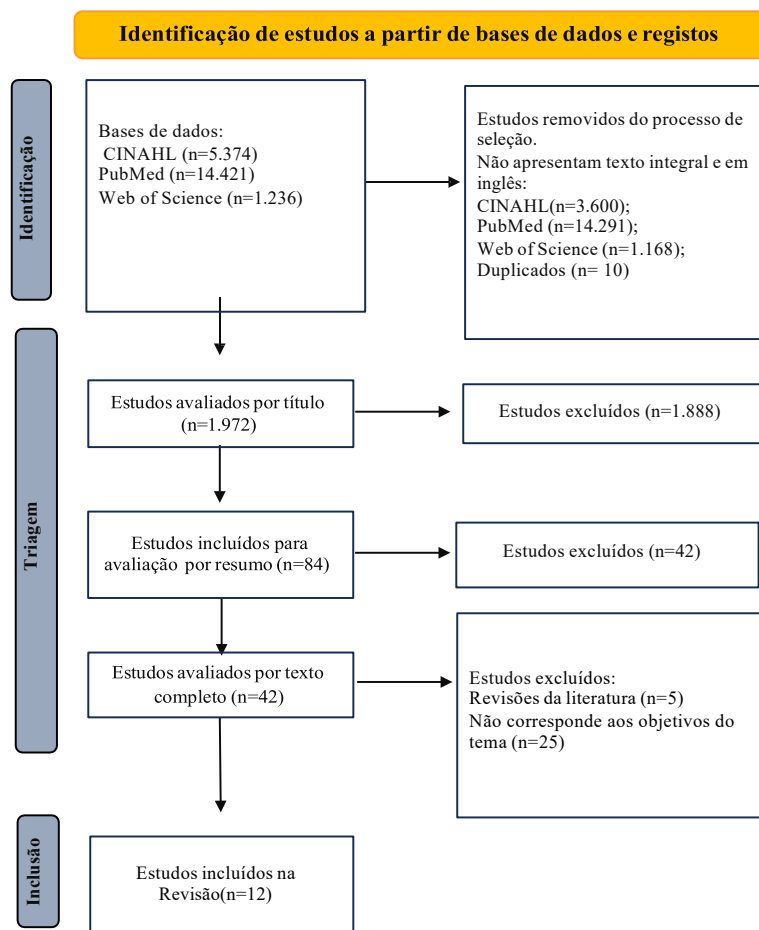 Identificação de estudos a partir de bases de dados e registos
Identificação
Bases de dados:
CINAHL (n=5.374)
PubMed (n=14.421)
Web of Science (n=1.236)
Estudos removidos do processo de
seleção.
Não apresentam texto integral e em
inglês:
CINAHL(n=3.600);
PubMed (n=14.291);
Web of Science (n=1.168);
Duplicados (n= 10)
Triagem
Estudos avaliados por título
(n=1.972)
Estudos excluídos (n=1.888)
Estudos incluídos para
avaliação por resumo (n=84)
Estudos excluídos (n=42)
Estudos avaliados por texto
completo (n=42)
Estudos excluídos:
Revisões da literatura (n=5)
Não corresponde aos objetivos do
tema (n=25)
Inclusão
Estudos incluídos na
Revisão(n=12)